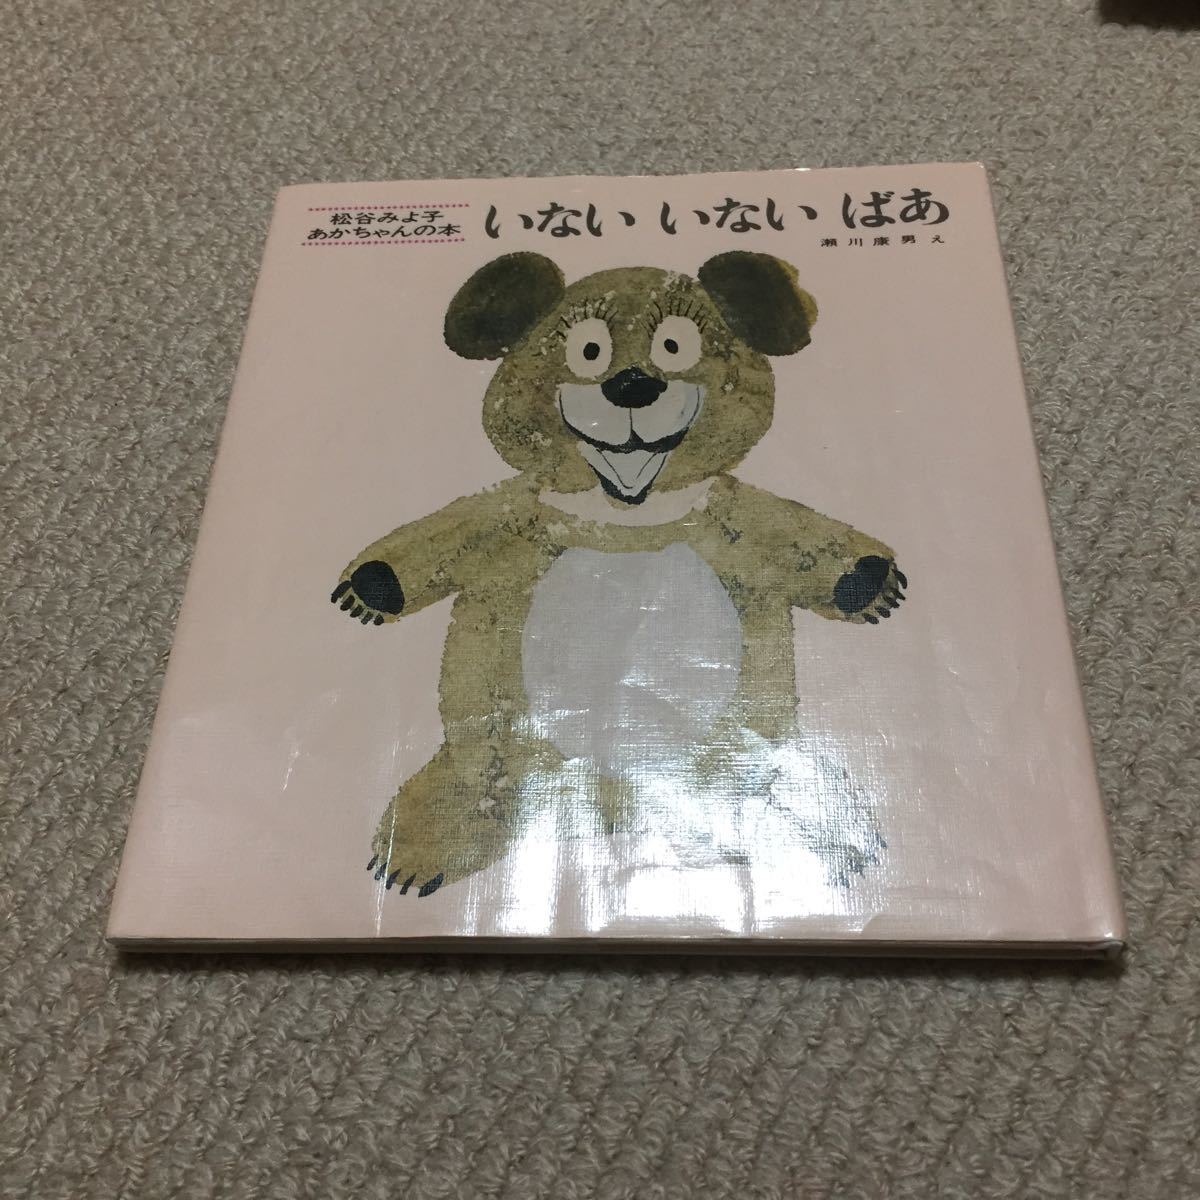 松谷みよ子
あかちゃんの本
いない いない ばあ
瀬川康男 え